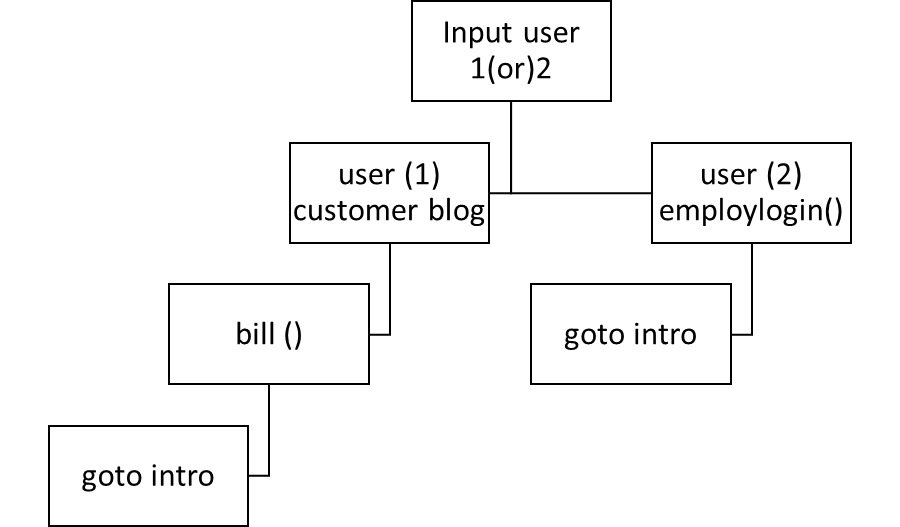 Input user
1(or)2
user (1)
customer blog
user (2)
employlogin()
bill ()
goto intro
goto intro